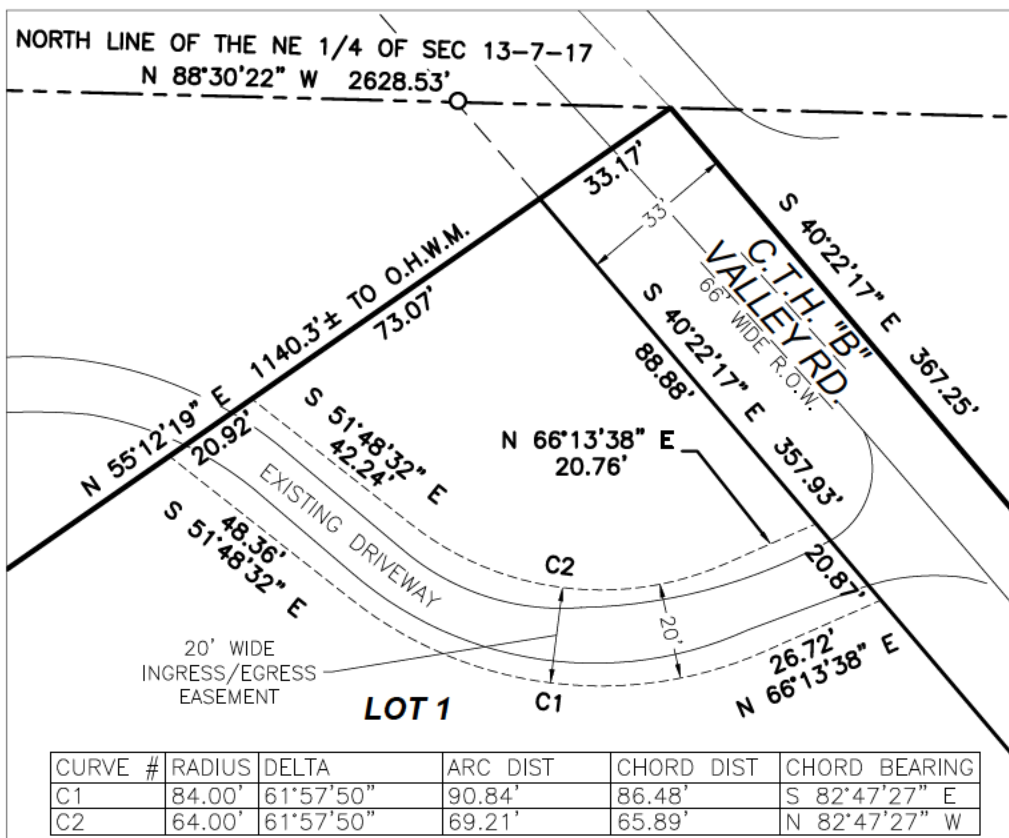 NORTH LINE OF THE NE 1/4 OF SEC 13-7-17
N 88°30'22" W 2628.53'
33.17'
33'
S 40°22'17" E 367.25'
C.T.H. "B"
VALLEY RD.
66' WIDE R.O.W.
N 55°12'19" E 1140.3'± TO O.H.W.M.
73.07'
20.92'
S 51°48'32" E
42.24'
S 40°22'17" E 357.93'
88.88'
N 66°13'38" E
20.76'
EXISTING DRIVEWAY
48.36'
S 51°48'32" E
C2
20.87'
20'
20' WIDE
INGRESS/EGRESS
EASEMENT
C1
26.72'
N 66°13'38" E
LOT 1
CURVE # RADIUS DELTA ARC DIST CHORD DIST CHORD BEARING
C1 84.00' 61°57'50" 90.84' 86.48' S 82°47'27" E
C2 64.00' 61°57'50" 69.21' 65.89' N 82°47'27" W